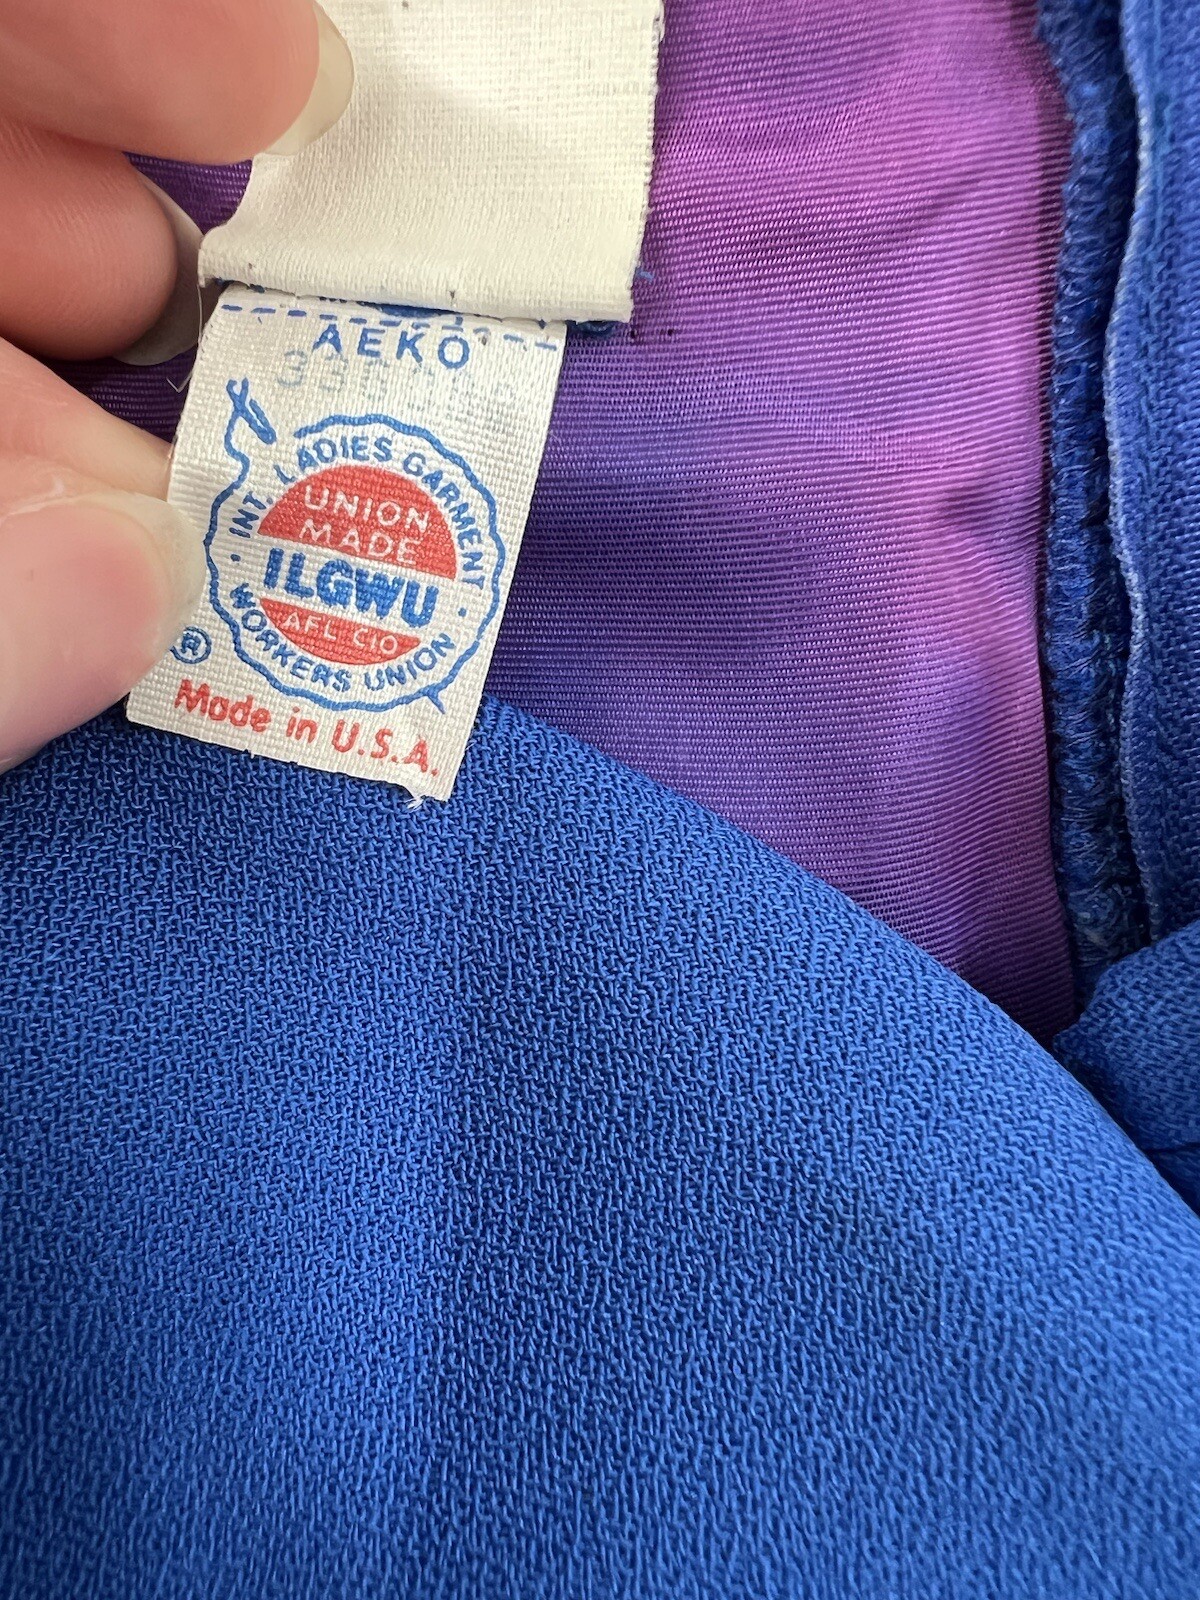 AEKO
INT. LADIES GARMENT
UNION
MADE
ILGWU
AFL CIO
WORKERS UNION
®
Made in U.S.A.